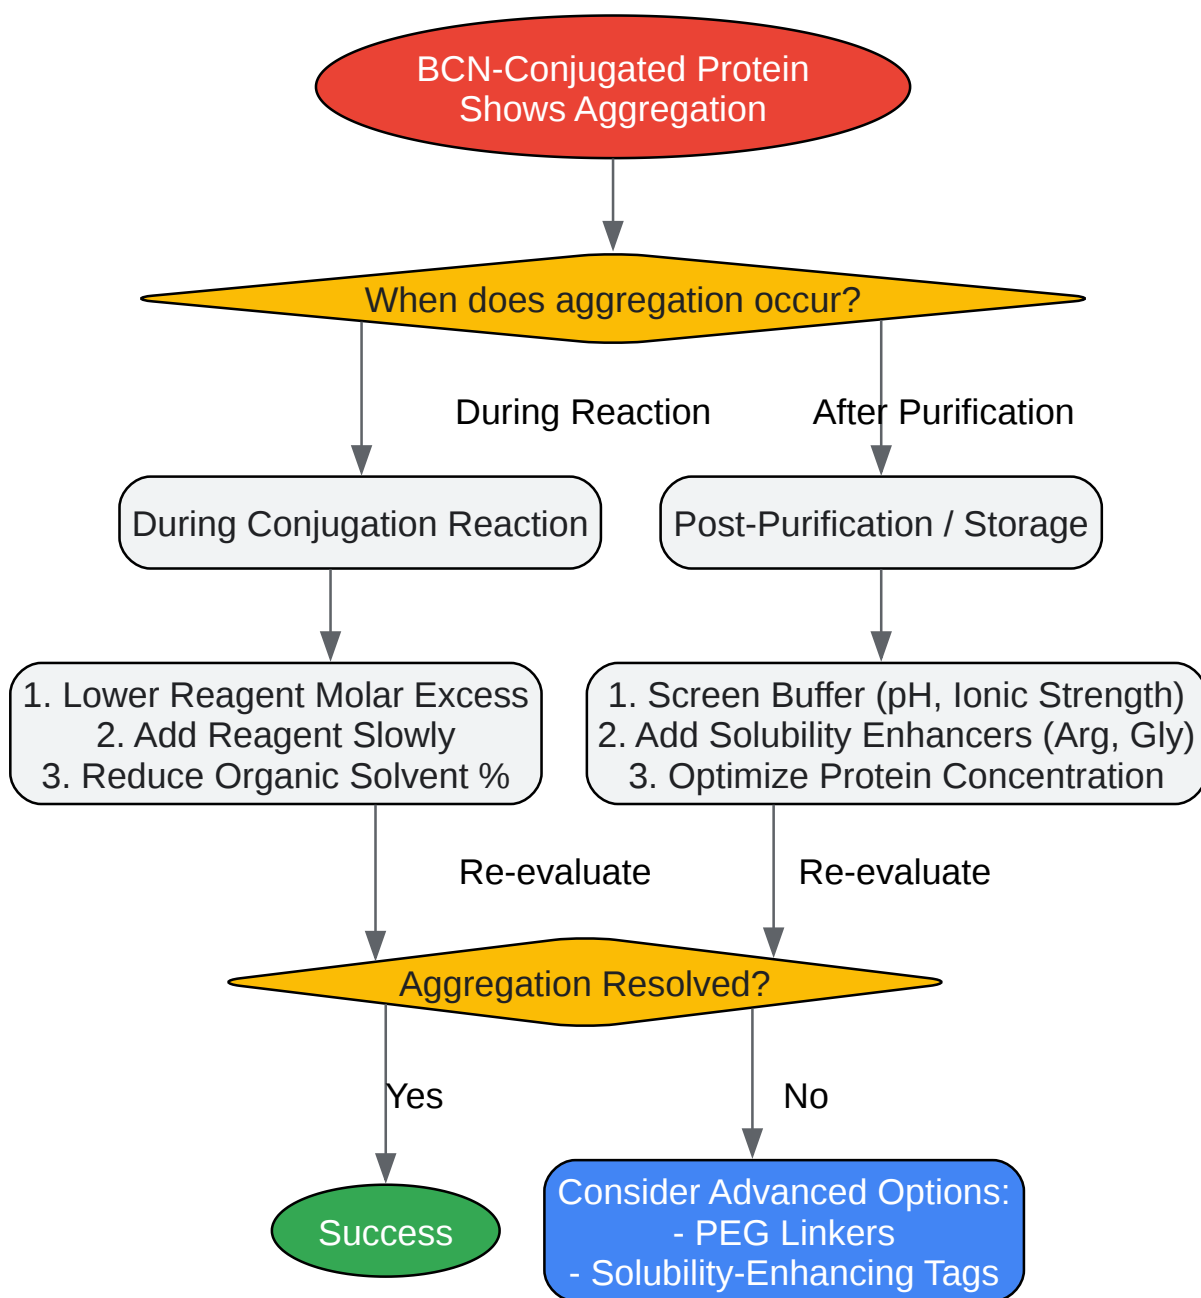 BCN-Conjugated Protein
Shows Aggregation
When does aggregation occur?
During Reaction
After Purification
During Conjugation Reaction
Post-Purification / Storage
1. Lower Reagent Molar Excess
2. Add Reagent Slowly
3. Reduce Organic Solvent %
1. Screen Buffer (pH, Ionic Strength)
2. Add Solubility Enhancers (Arg, Gly)
3. Optimize Protein Concentration
Re-evaluate
Re-evaluate
Aggregation Resolved?
Yes
No
Success
Consider Advanced Options:
- PEG Linkers
- Solubility-Enhancing Tags